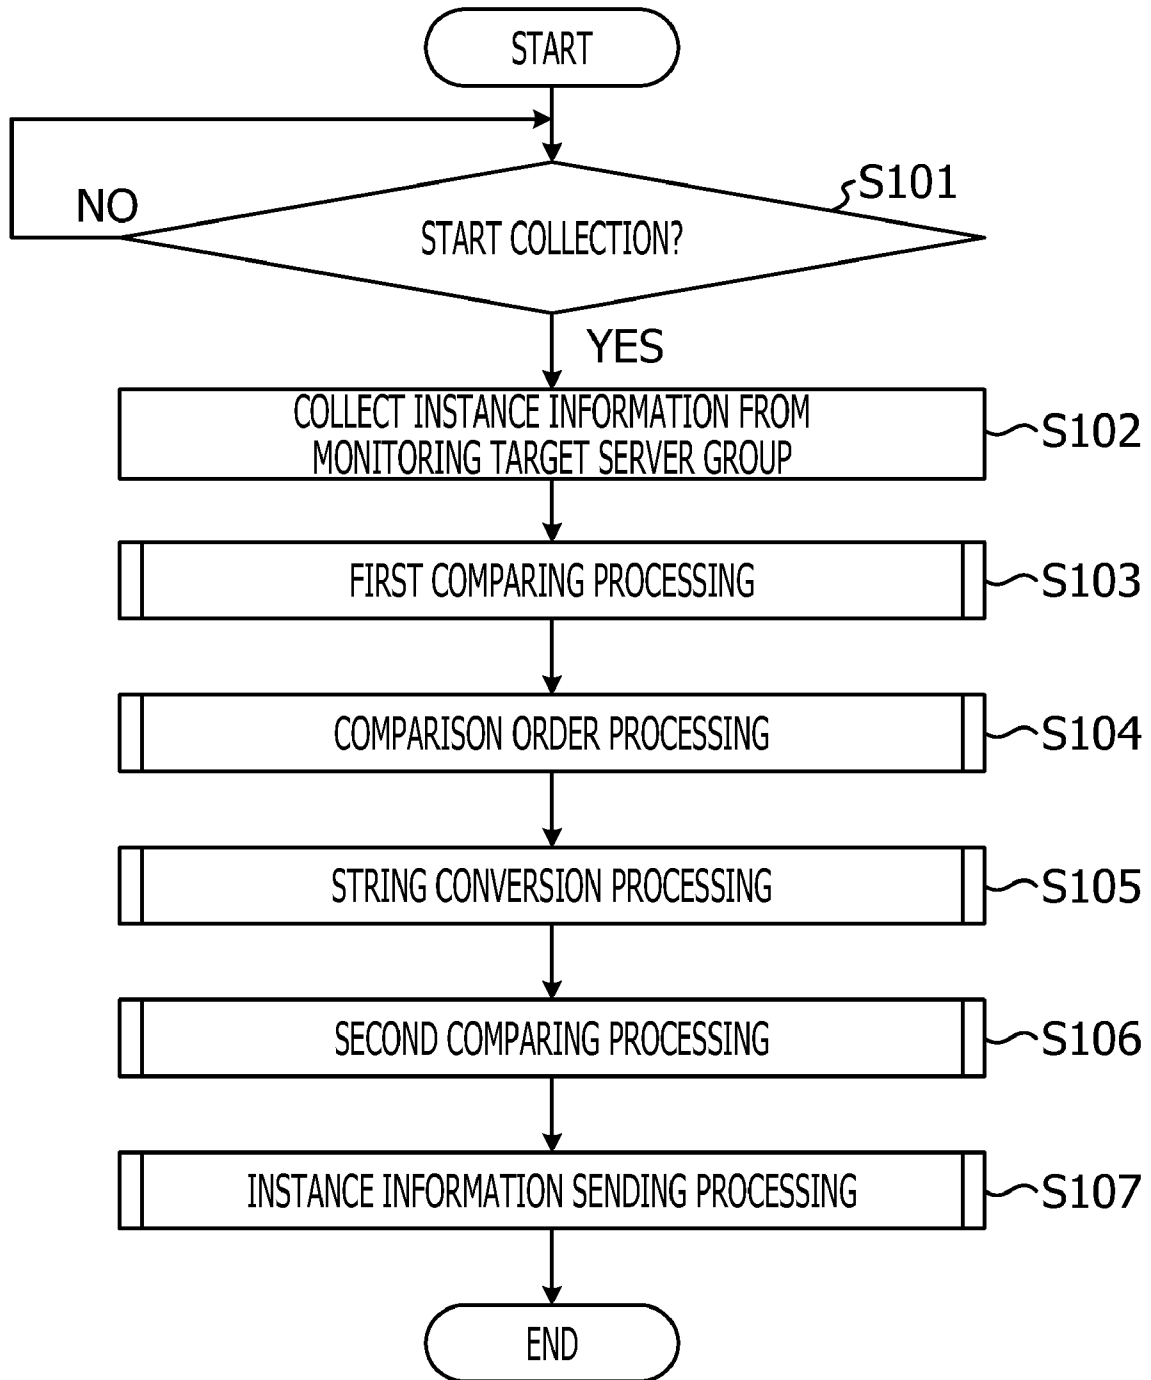 START
S101
NO
START COLLECTION?
YES
COLLECT INSTANCE INFORMATION FROM
MONITORING TARGET SERVER GROUP
S102
FIRST COMPARING PROCESSING
S103
COMPARISON ORDER PROCESSING
S104
STRING CONVERSION PROCESSING
S105
SECOND COMPARING PROCESSING
S106
INSTANCE INFORMATION SENDING PROCESSING
S107
END